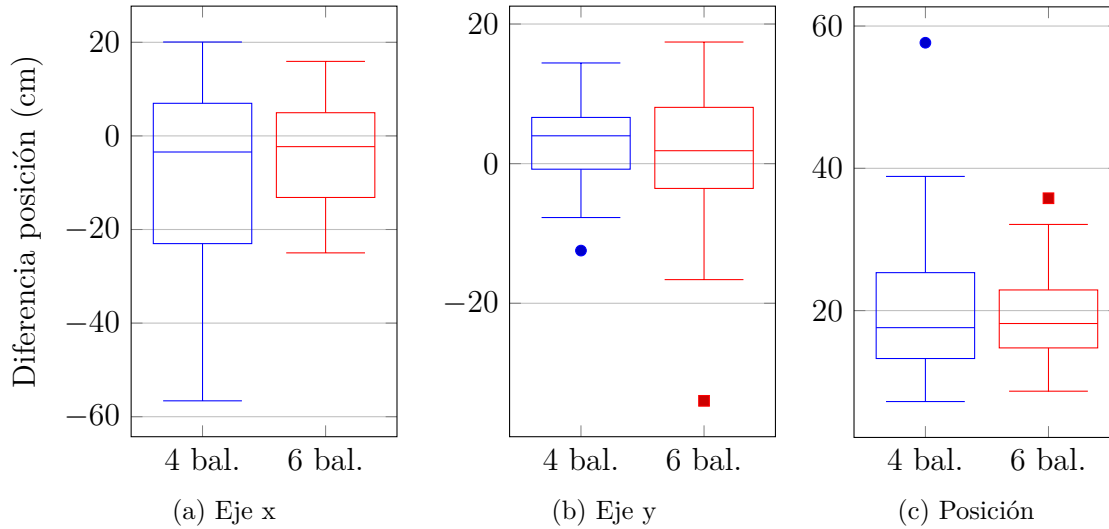 Diferencia posición (cm)
20
0
−20
−40
−60
4 bal.
6 bal.
(a) Eje x
20
0
−20
4 bal.
6 bal.
(b) Eje y
60
40
20
4 bal.
6 bal.
(c) Posición